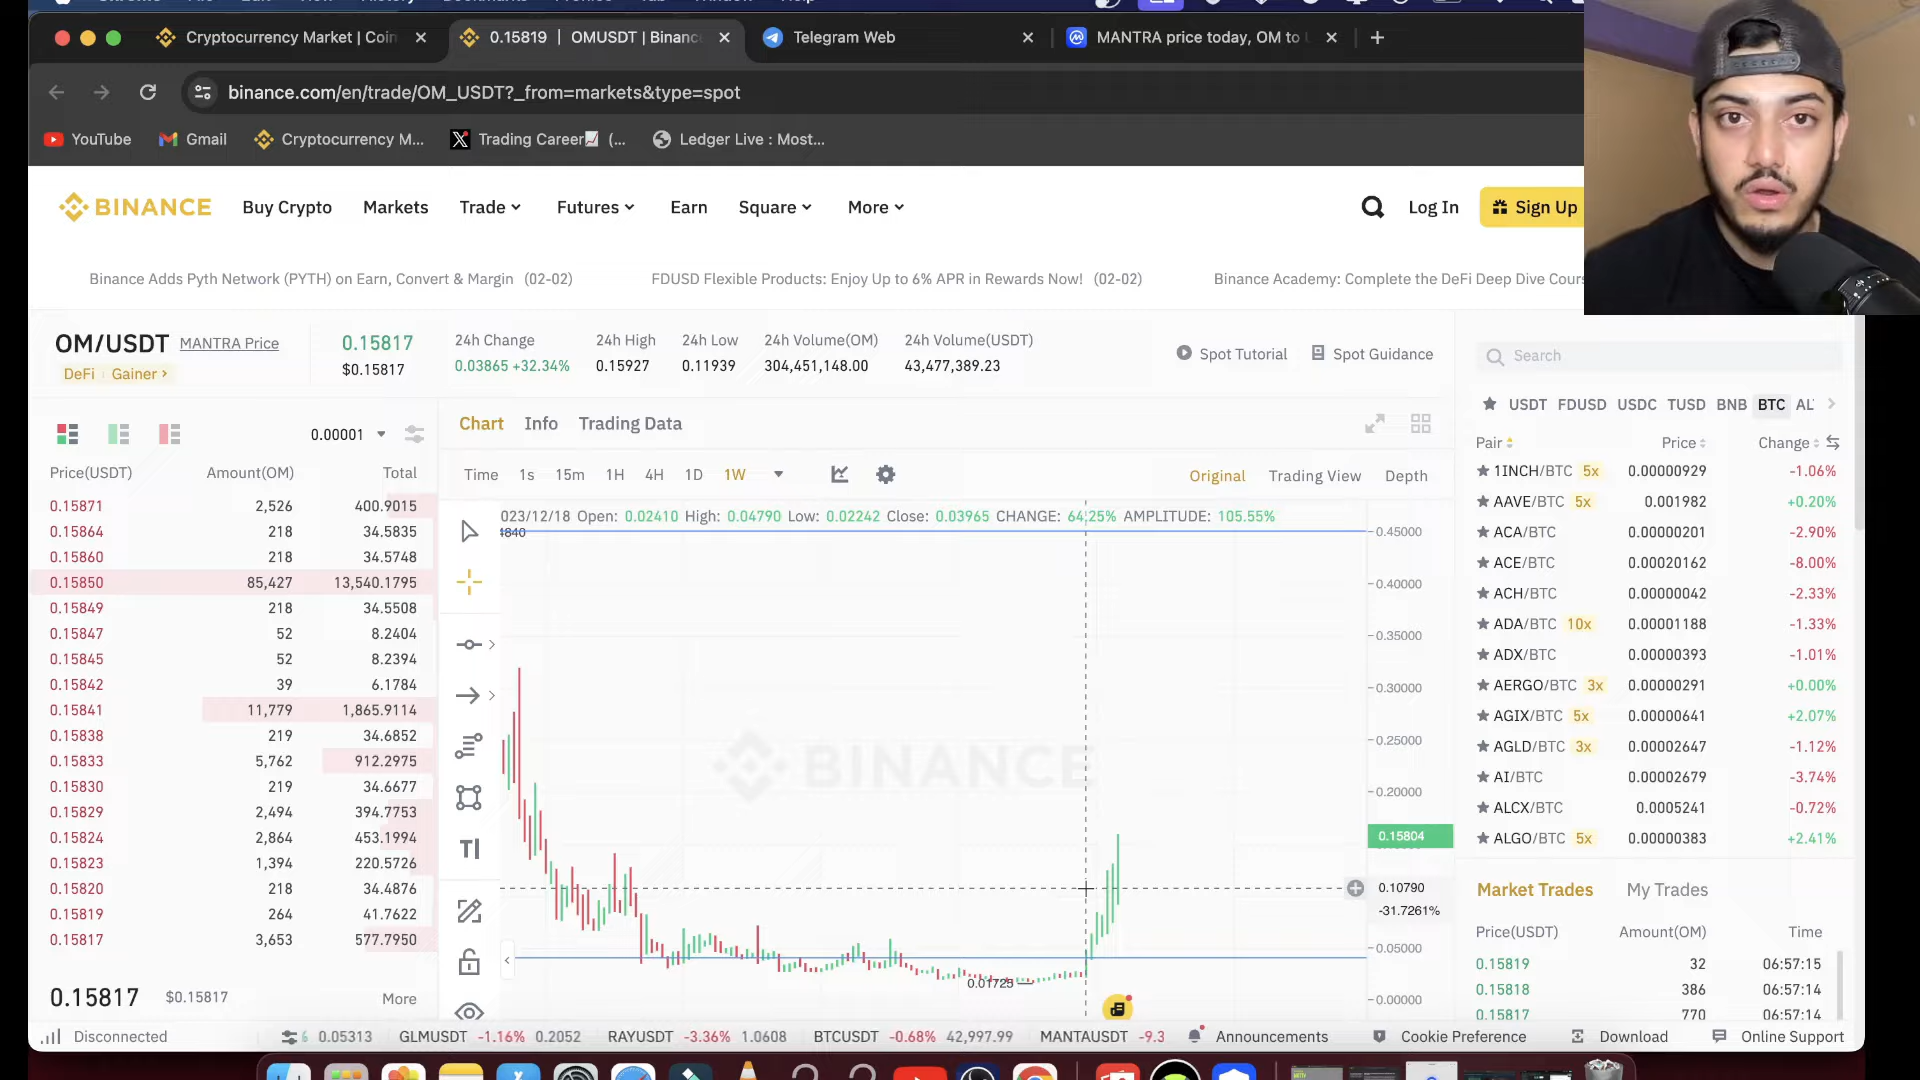 Cryptocurrency Market | Coin
0.15819 | OMUSDT | Binanc
Telegram Web
MANTRA price today, OM to
binance.com/en/trade/OM_USDT?_from=markets&type=spot
YouTube
Gmail
Cryptocurrency M...
Trading Career (...
Ledger Live : Most...
BINANCE
Buy Crypto
Markets
Trade
Futures
Earn
Square
More
Log In
Sign Up
Binance Adds Pyth Network (PYTH) on Earn, Convert & Margin (02-02)
FDUSD Flexible Products: Enjoy Up to 6% APR in Rewards Now! (02-02)
Binance Academy: Complete the DeFi Deep Dive Cour
OM/USDT
MANTRA Price
DeFi
Gainer
0.15817
$0.15817
24h Change
0.03865 +32.34%
24h High
0.15927
24h Low
0.11939
24h Volume(OM)
304,451,148.00
24h Volume(USDT)
43,477,389.23
Spot Tutorial
Spot Guidance
0.00001
Price(USDT) Amount(OM) Total
0.15871 2,526 400.9015
0.15864 218 34.5835
0.15860 218 34.5748
0.15850 85,427 13,540.1795
0.15849 218 34.5508
0.15847 52 8.2404
0.15845 52 8.2394
0.15842 39 6.1784
0.15841 11,779 1,865.9114
0.15838 219 34.6852
0.15833 5,762 912.2975
0.15830 219 34.6677
0.15829 2,494 394.7753
0.15824 2,864 453.1994
0.15823 1,394 220.5726
0.15820 218 34.4876
0.15819 264 41.7622
0.15817 3,653 577.7950
0.15817 $0.15817 More
Chart Info Trading Data
Time 1s 15m 1H 4H 1D 1W
Original Trading View Depth
023/12/18 Open: 0.02410 High: 0.04790 Low: 0.02242 Close: 0.03965 CHANGE: 64.25% AMPLITUDE: 105.55%
4840
BINANCE
0.01725
0.45000
0.40000
0.35000
0.30000
0.25000
0.20000
0.15804
0.10790
-31.7261%
0.05000
0.00000
Search
USDT FDUSD USDC TUSD BNB BTC AL
Pair Price Change
1INCH/BTC 5x 0.00000929 -1.06%
AAVE/BTC 5x 0.001982 +0.20%
ACA/BTC 0.00000201 -2.90%
ACE/BTC 0.00020162 -8.00%
ACH/BTC 0.00000042 -2.33%
ADA/BTC 10x 0.00001188 -1.33%
ADX/BTC 0.00000393 -1.01%
AERGO/BTC 3x 0.00000291 +0.00%
AGIX/BTC 5x 0.00000641 +2.07%
AGLD/BTC 3x 0.00002647 -1.12%
AI/BTC 0.00002679 -3.74%
ALCX/BTC 0.0005241 -0.72%
ALGO/BTC 5x 0.00000383 +2.41%
Market Trades My Trades
Price(USDT) Amount(OM) Time
0.15819 32 06:57:15
0.15818 386 06:57:14
0.15817 770 06:57:14
Disconnected
0.05313
GLMUSDT -1.16% 0.2052
RAYUSDT -3.36% 1.0608
BTCUSDT -0.68% 42,997.99
MANTAUSDT -9.3
Announcements
Cookie Preference
Download
Online Support